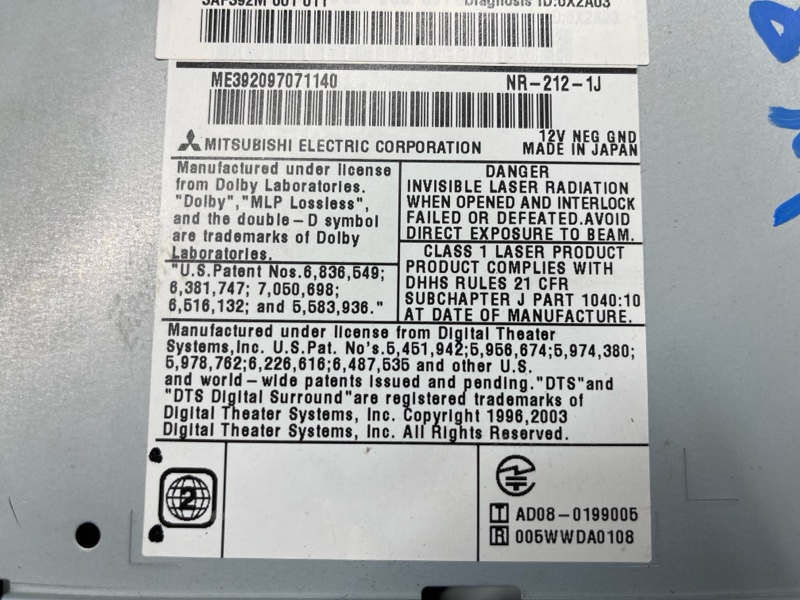 3AF392M 001 011
Diagnosis ID:0X2A03
ME392097071140
NR-212-1J
MITSUBISHI ELECTRIC CORPORATION
12V NEG GND
MADE IN JAPAN
Manufactured under license
from Dolby Laboratories.
"Dolby","MLP Lossless",
and the double-D symbol
are trademarks of Dolby
Laboratories.
"U.S.Patent Nos.6,836,549;
6,381,747; 7,050,698;
6,516,132; and 5,583,936."
DANGER
INVISIBLE LASER RADIATION
WHEN OPENED AND INTERLOCK
FAILED OR DEFEATED.AVOID
DIRECT EXPOSURE TO BEAM.
CLASS 1 LASER PRODUCT
PRODUCT COMPLIES WITH
DHHS RULES 21 CFR
SUBCHAPTER J PART 1040:10
AT DATE OF MANUFACTURE.
Manufactured under license from Digital Theater
Systems,Inc. U.S.Pat. No's.5,451,942;5,956,674;5,974,380;
5,978,762;6,226,616;6,487,535 and other U.S.
and world-wide patents issued and pending."DTS"and
"DTS Digital Surround"are registered trademarks of
Digital Theater Systems, Inc. Copyright 1996,2003
Digital Theater Systems, Inc. All Rights Reserved.
2
T AD08-0199005
R 005WWDA0108